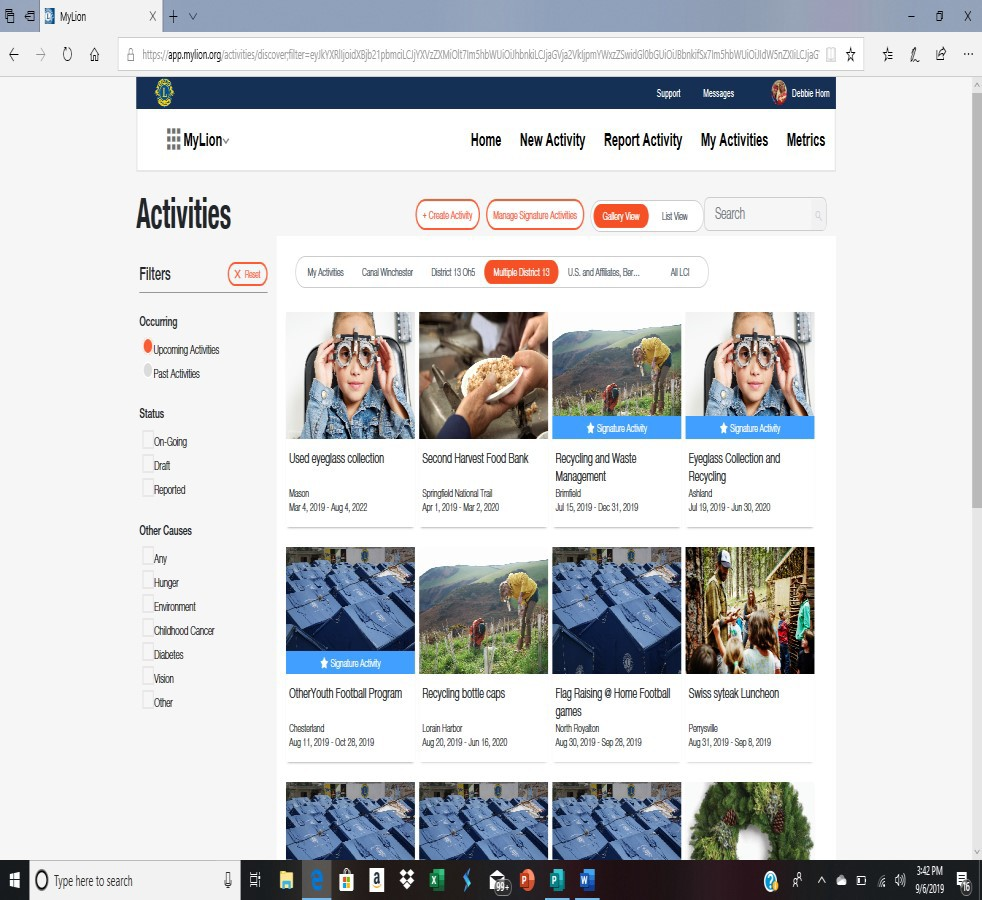 MyLion
Support Messages Debbie Horn
MyLion
Home New Activity Report Activity My Activities Metrics
Activities
+ Create Activity Manage Signature Activities Gallery View List View Search
Filters
X Reset
My Activities Canal Winchester District 13 Oh5 Multiple District 13 U.S. and Affiliates, Ber... All LCI
Occurring
Upcoming Activities
Past Activities
Status
On-Going
Draft
Reported
Other Causes
Any
Hunger
Environment
Childhood Cancer
Diabetes
Vision
Other
Used eyeglass collection
Mason
Mar 4, 2019 - Aug 4, 2022
Second Harvest Food Bank
Springfield National Trail
Apr 1, 2019 - Mar 2, 2020
Signature Activity
Recycling and Waste
Management
Brimfield
Jul 15, 2019 - Dec 31, 2019
Signature Activity
Eyeglass Collection and
Recycling
Ashland
Jul 19, 2019 - Jun 30, 2020
Signature Activity
OtherYouth Football Program
Chesterland
Aug 11, 2019 - Oct 28, 2019
Recycling bottle caps
Lorain Harbor
Aug 20, 2019 - Jun 16, 2020
Flag Raising @ Home Football
games
North Royalton
Aug 30, 2019 - Sep 28, 2019
Swiss syteak Luncheon
Perrysville
Aug 31, 2019 - Sep 8, 2019
Type here to search
99+
3:42 PM
9/6/2019
16